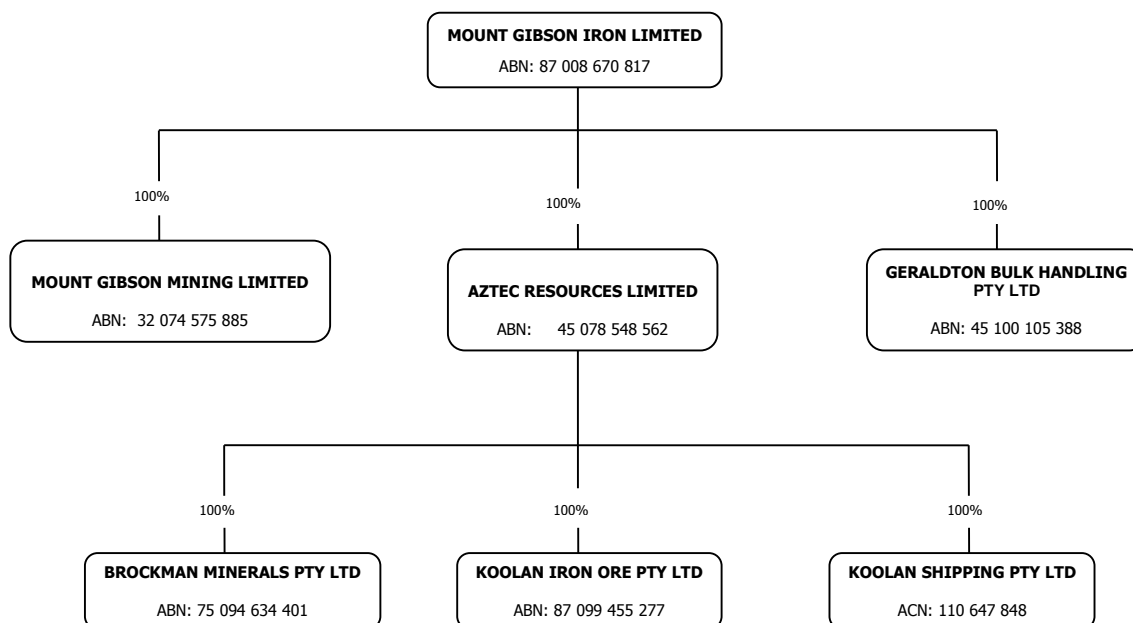 MOUNT GIBSON IRON LIMITED
ABN: 87 008 670 817
100%
100%
100%
MOUNT GIBSON MINING LIMITED
ABN: 32 074 575 885
AZTEC RESOURCES LIMITED
ABN: 45 078 548 562
GERALDTON BULK HANDLING
PTY LTD
ABN: 45 100 105 388
100%
100%
100%
BROCKMAN MINERALS PTY LTD
ABN: 75 094 634 401
KOOLAN IRON ORE PTY LTD
ABN: 87 099 455 277
KOOLAN SHIPPING PTY LTD
ACN: 110 647 848